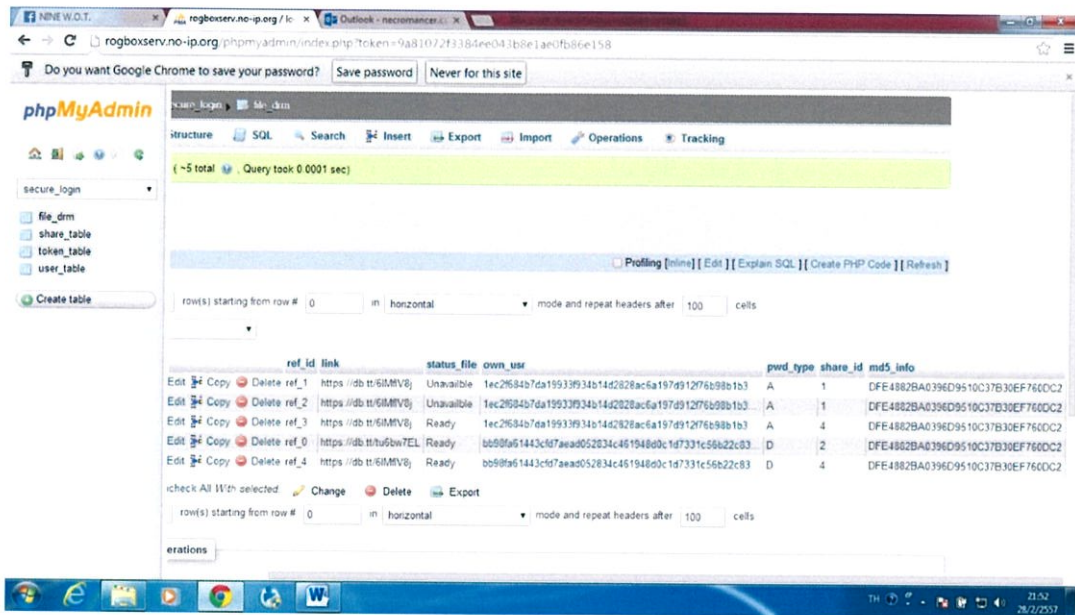 NINE W.O.T.
rogboxserv.no-ip.org /
Outlook - necromancer.
rogboxserv.no-ip.org/phpmyadmin/index.php?token=9a81072f3384ee043b8e1ae0fb86e158
Do you want Google Chrome to save your password? Save password Never for this site
phpMyAdmin
secure_login
file_drm
share_table
token_table
user_table
Create table
file_drm
Structure SQL Search Insert Export Import Operations Tracking
( ~5 total , Query took 0.0001 sec)
Profiling [Inline] [ Edit ] [ Explain SQL ] [ Create PHP Code ] [ Refresh ]
row(s) starting from row # 0 in horizontal mode and repeat headers after 100 cells
ref_id link status_file own_usr pwd_type share_id md5_info
Edit Copy Delete ref_1 Unavailble A 1 DFE4882BA0396D9510C37B30EF760DC2
Edit Copy Delete ref_2 Unavailble A 1 DFE4882BA0396D9510C37B30EF760DC2
Edit Copy Delete ref_3 Ready A 4 DFE4882BA0396D9510C37B30EF760DC2
Edit Copy Delete ref_0 Ready bb98fa61443cfd7aead052834c461948d0c1d7331c56b22c83 D 2 DFE4882BA0396D9510C37B30EF760DC2
Edit Copy Delete ref_4 Ready bb98fa61443cfd7aead052834c461948d0c1d7331c56b22c83 D 4 DFE4882BA0396D9510C37B30EF760DC2
check All With selected: Change Delete Export
row(s) starting from row # 0 in horizontal mode and repeat headers after 100 cells
erations
TH
21:52
28/2/2557